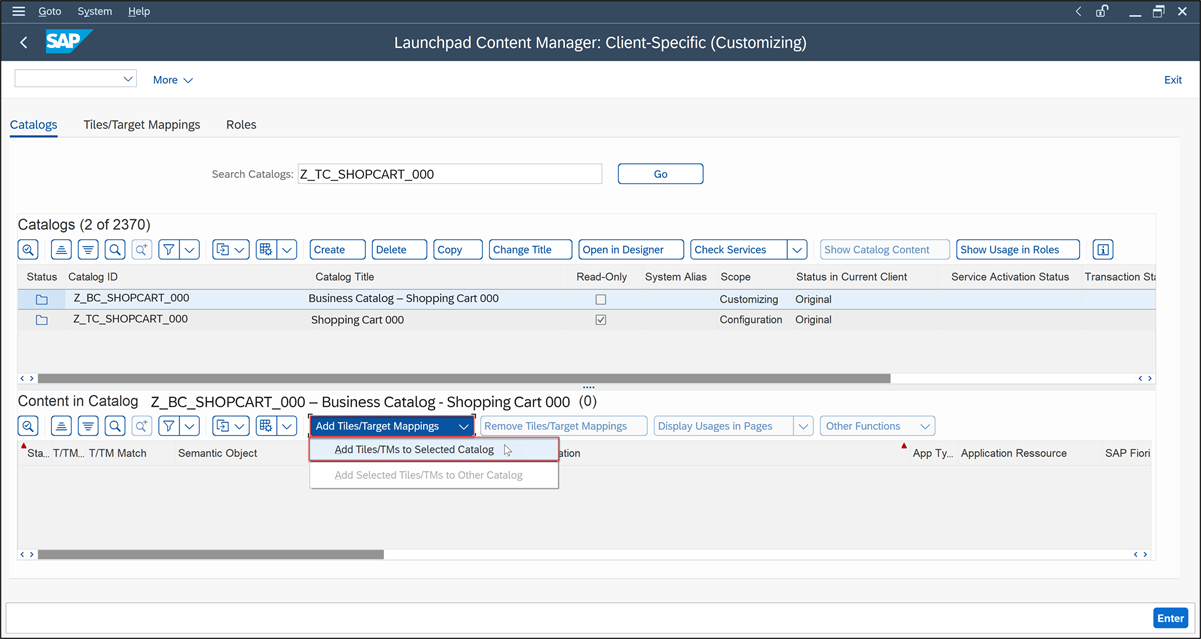 Goto System Help
SAP
Launchpad Content Manager: Client-Specific (Customizing)
More
Exit
Catalogs Tiles/Target Mappings Roles
Search Catalogs: Z_TC_SHOPCART_000 Go
Catalogs (2 of 2370)
Create Delete Copy Change Title Open in Designer Check Services Show Catalog Content Show Usage in Roles
Status Catalog ID Catalog Title Read-Only System Alias Scope Status in Current Client Service Activation Status Transaction Sta
Z_BC_SHOPCART_000 Business Catalog – Shopping Cart 000 Customizing Original
Z_TC_SHOPCART_000 Shopping Cart 000 Configuration Original
Content in Catalog Z_BC_SHOPCART_000 – Business Catalog - Shopping Cart 000 (0)
Add Tiles/Target Mappings Remove Tiles/Target Mappings Display Usages in Pages Other Functions
Sta... T/TM... T/TM Match Semantic Object ation App Ty... Application Ressource SAP Fiori
Add Tiles/TMs to Selected Catalog
Add Selected Tiles/TMs to Other Catalog
Enter